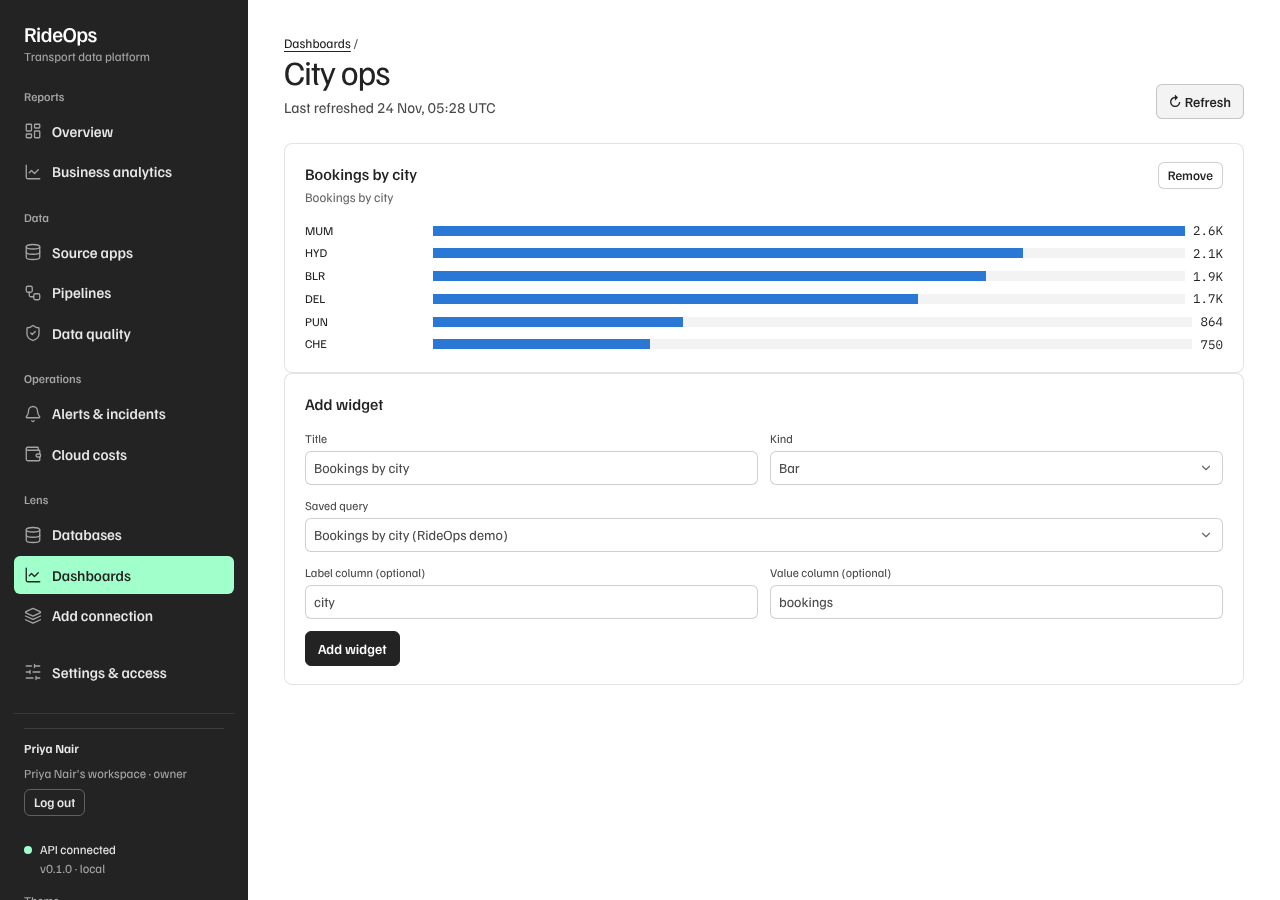 RideOps
Transport data platform
Reports
Overview
Business analytics
Data
Source apps
Pipelines
Data quality
Operations
Alerts & incidents
Cloud costs
Lens
Databases
Dashboards
Add connection
Settings & access
Priya Nair
Priya Nair's workspace · owner
Log out
API connected
v0.1.0 · local
Dashboards /
City ops
Last refreshed 24 Nov, 05:28 UTC
Refresh
Bookings by city
Remove
Bookings by city
MUM 2.6K
HYD 2.1K
BLR 1.9K
DEL 1.7K
PUN 864
CHE 750
Add widget
Title Kind
Bookings by city Bar
Saved query
Bookings by city (RideOps demo)
Label column (optional) Value column (optional)
city bookings
Add widget